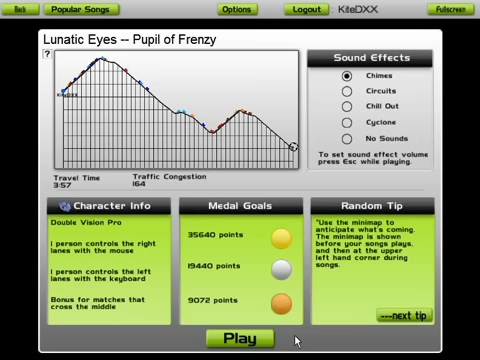 Back
Popular Songs
Options
Logout : KiteDXX
Fullscreen
Lunatic Eyes -- Pupil of Frenzy
?
KiteDXX
Sound Effects
Chimes
Circuits
Chill Out
Cyclone
No Sounds
To set sound effect volume
press Esc while playing.
Travel Time
3:57
Traffic Congestion
164
Character Info
Double Vision Pro
1 person controls the right
lanes with the mouse
1 person controls the left
lanes with the keyboard
Bonus for matches that
cross the middle
Medal Goals
35640 points
19440 points
9072 points
Random Tip
"Use the minimap to
anticipate what's coming.
The minimap is shown
before your songs plays,
and then at the upper
left hand corner during
songs.
---next tip
Play